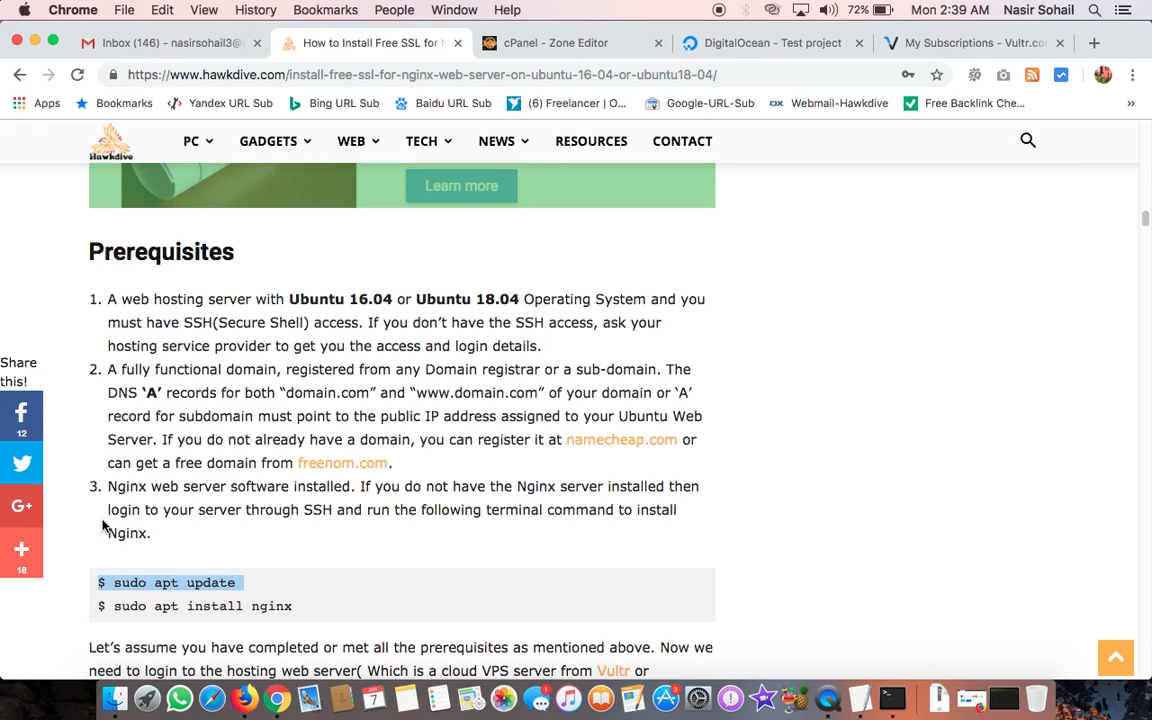 Chrome File Edit View History Bookmarks People Window Help 72% Mon 2:39 AM Nasir Sohail
Inbox (146) - nasirsohail3@g
How to Install Free SSL for N
cPanel - Zone Editor
DigitalOcean - Test project
My Subscriptions - Vultr.co
https://www.hawkdive.com/install-free-ssl-for-nginx-web-server-on-ubuntu-16-04-or-ubuntu18-04/
Apps Bookmarks Yandex URL Sub Bing URL Sub Baidu URL Sub (6) Freelancer | O... Google-URL-Sub OX Webmail-Hawkdive Free Backlink Che... »
Hawkdive
PC GADGETS WEB TECH NEWS RESOURCES CONTACT
Learn more
Prerequisites
1. A web hosting server with Ubuntu 16.04 or Ubuntu 18.04 Operating System and you
must have SSH(Secure Shell) access. If you don’t have the SSH access, ask your
hosting service provider to get you the access and login details.
2. A fully functional domain, registered from any Domain registrar or a sub-domain. The
DNS ‘A’ records for both “domain.com” and “www.domain.com” of your domain or ‘A’
record for subdomain must point to the public IP address assigned to your Ubuntu Web
Server. If you do not already have a domain, you can register it at namecheap.com or
can get a free domain from freenom.com.
3. Nginx web server software installed. If you do not have the Nginx server installed then
login to your server through SSH and run the following terminal command to install
Nginx.
$ sudo apt update
$ sudo apt install nginx
Let’s assume you have completed or met all the prerequisites as mentioned above. Now we
need to login to the hosting web server( Which is a cloud VPS server from Vultr or
Share
this!
12
G+
18
7
3